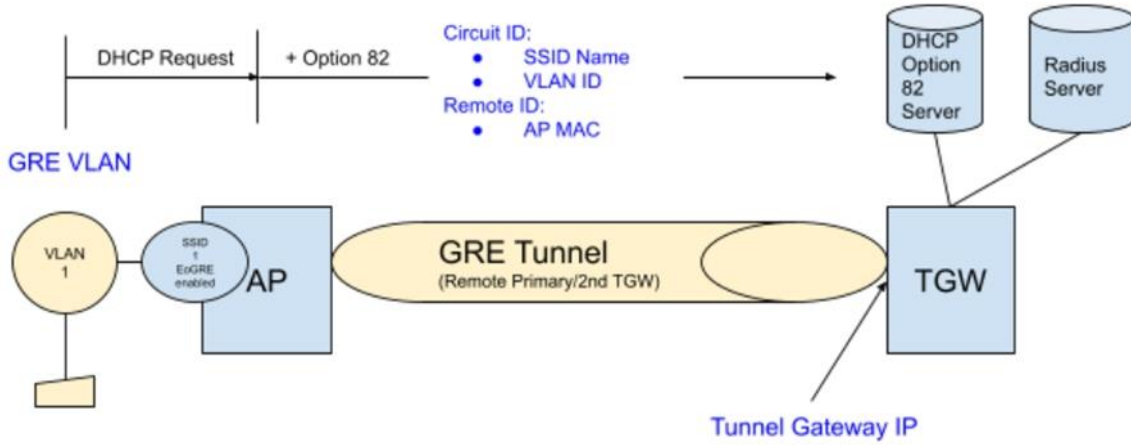 DHCP Request
+ Option 82
Circuit ID:
● SSID Name
● VLAN ID
Remote ID:
● AP MAC
DHCP
Option
82
Server
Radius
Server
GRE VLAN
VLAN
1
SSID
1
EoGRE
enabled
AP
GRE Tunnel
(Remote Primary/2nd TGW)
TGW
Tunnel Gateway IP